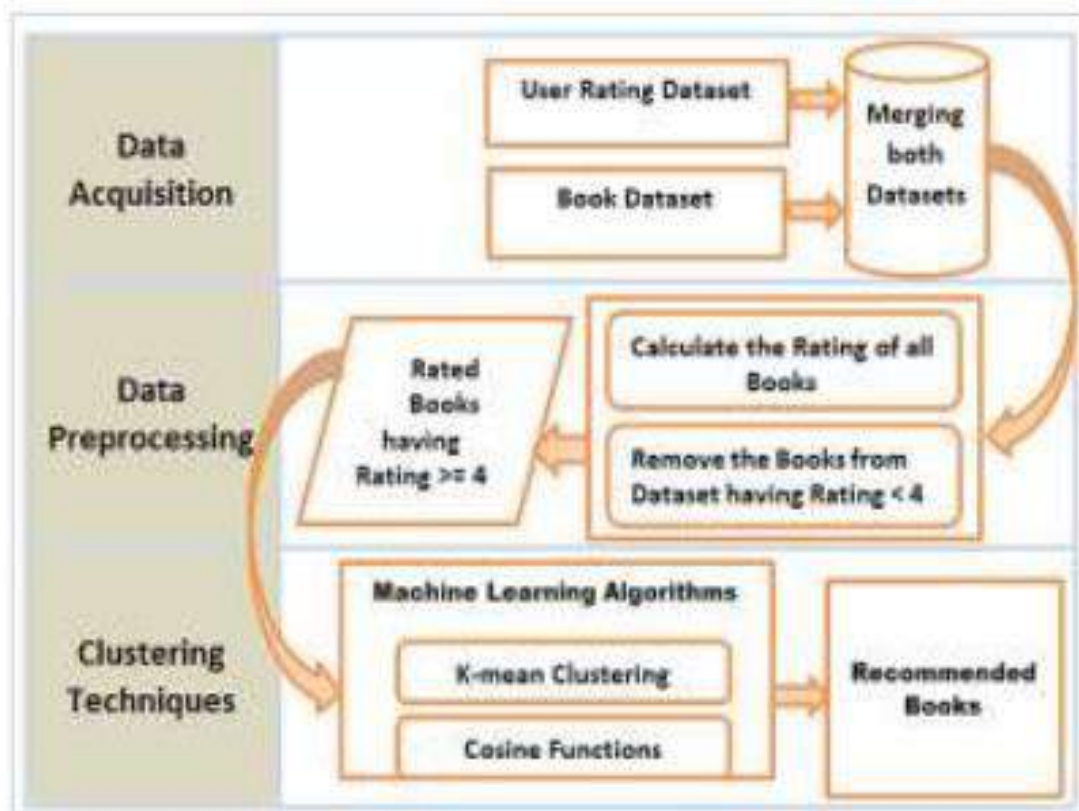 Data
Acquisition
User Rating Dataset
Book Dataset
Merging
both
Datasets
Data
Preprocessing
Rated
Books
having
Rating >= 4
Calculate the Rating of all
Books
Remove the Books from
Dataset having Rating < 4
Clustering
Techniques
Machine Learning Algorithms
K-mean Clustering
Cosine Functions
Recommended
Books